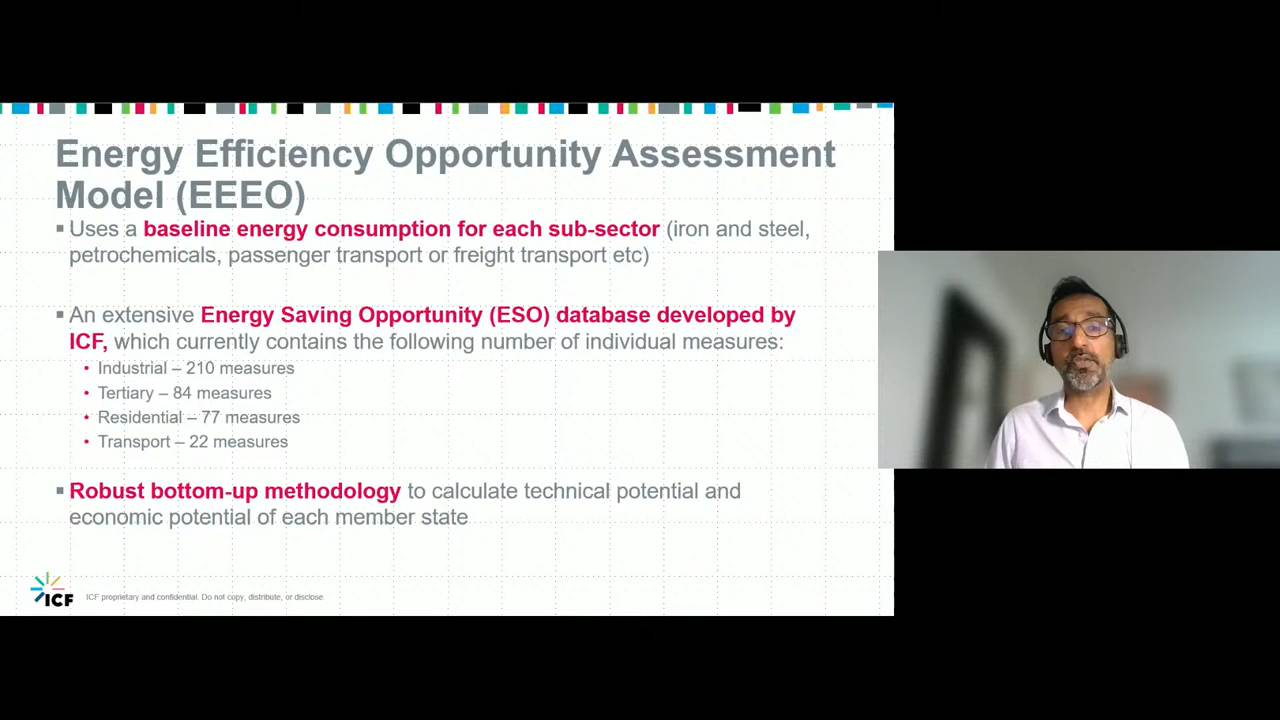 Energy Efficiency Opportunity Assessment
Model (EEEO)
▪ Uses a baseline energy consumption for each sub-sector (iron and steel,
petrochemicals, passenger transport or freight transport etc)
▪ An extensive Energy Saving Opportunity (ESO) database developed by
ICF, which currently contains the following number of individual measures:
• Industrial – 210 measures
• Tertiary – 84 measures
• Residential – 77 measures
• Transport – 22 measures
▪ Robust bottom-up methodology to calculate technical potential and
economic potential of each member state
ICF
ICF proprietary and confidential. Do not copy, distribute, or disclose.